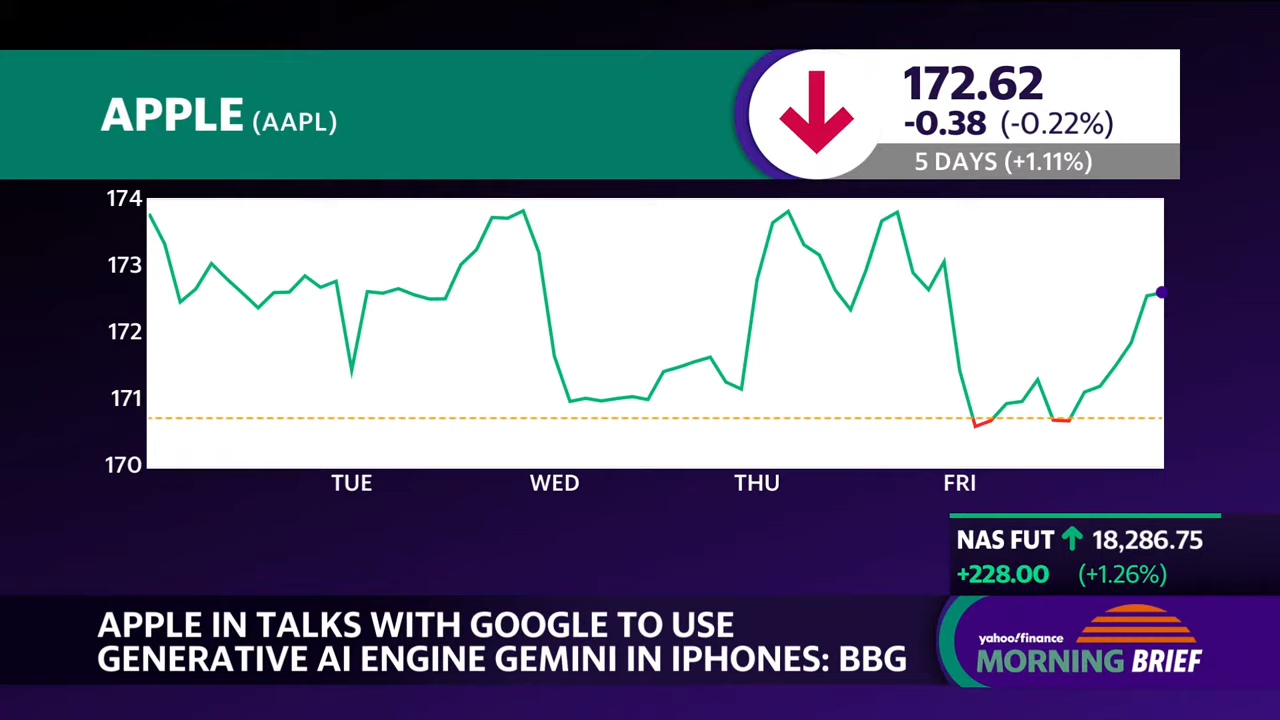 APPLE (AAPL)
172.62
-0.38 (-0.22%)
5 DAYS (+1.11%)
174
173
172
171
170
TUE WED THU FRI
NAS FUT 18,286.75
+228.00 (+1.26%)
APPLE IN TALKS WITH GOOGLE TO USE
GENERATIVE AI ENGINE GEMINI IN IPHONES: BBG
yahoo!finance
MORNING BRIEF